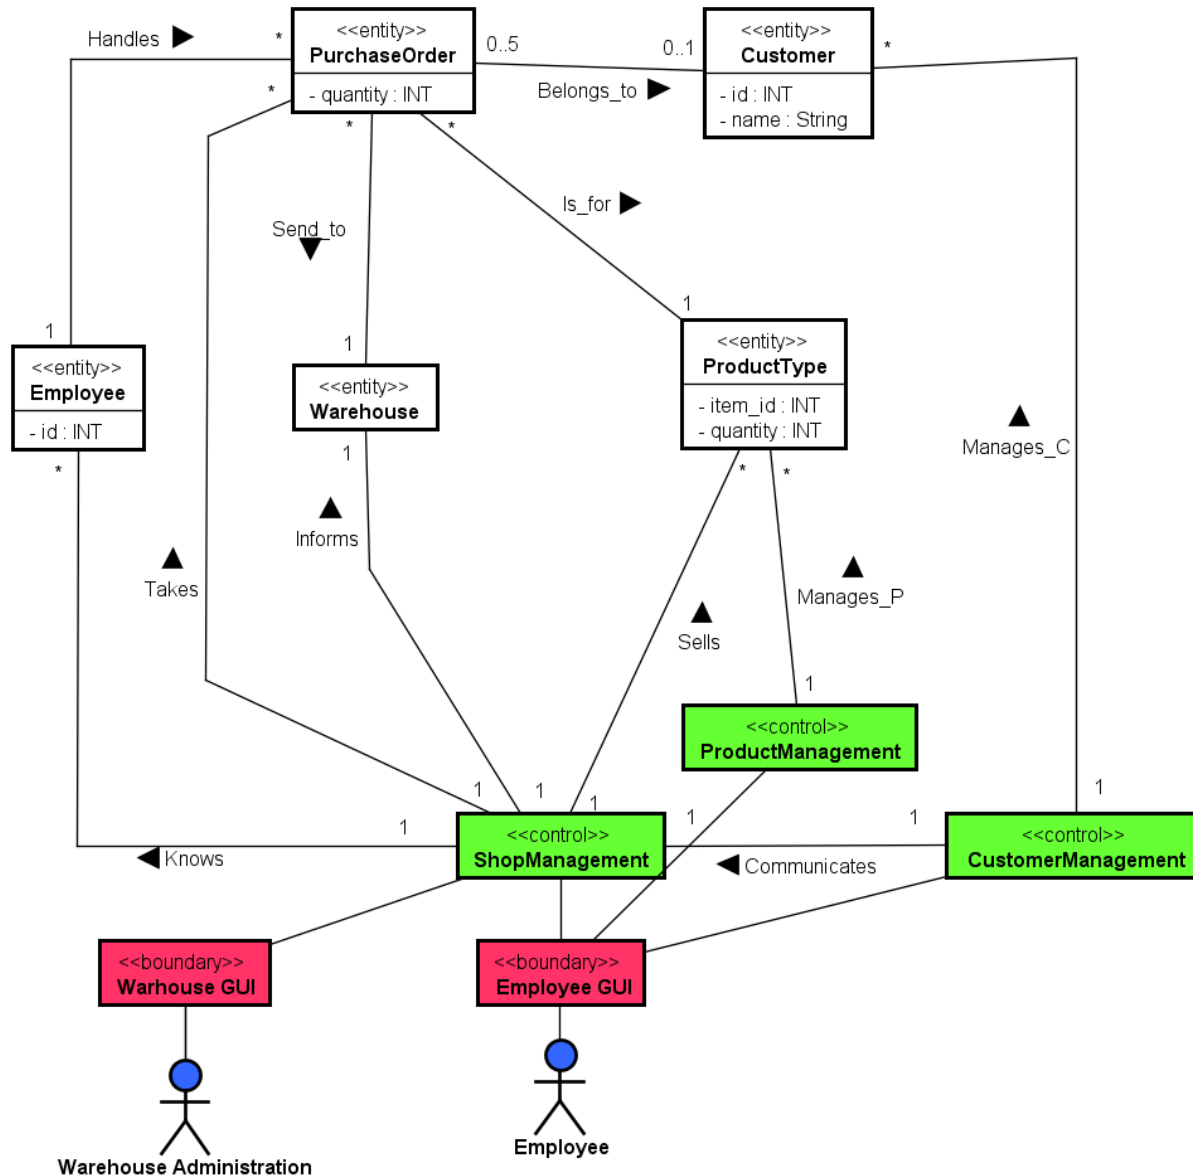 Handles
*
<<entity>>
PurchaseOrder
- quantity : INT
0..5
0..1
Belongs_to
<<entity>>
Customer
- id : INT
- name : String
*
*
*
*
Send_to
Is_for
1
1
1
<<entity>>
Employee
- id : INT
*
<<entity>>
Warehouse
1
<<entity>>
ProductType
- item_id : INT
- quantity : INT
*
*
Manages_C
Informs
Takes
Manages_P
Sells
1
<<control>>
ProductManagement
1
1
1
1
1
1
1
<<control>>
ShopManagement
<<control>>
CustomerManagement
Knows
Communicates
<<boundary>>
Warhouse GUI
<<boundary>>
Employee GUI
Employee
Warehouse Administration